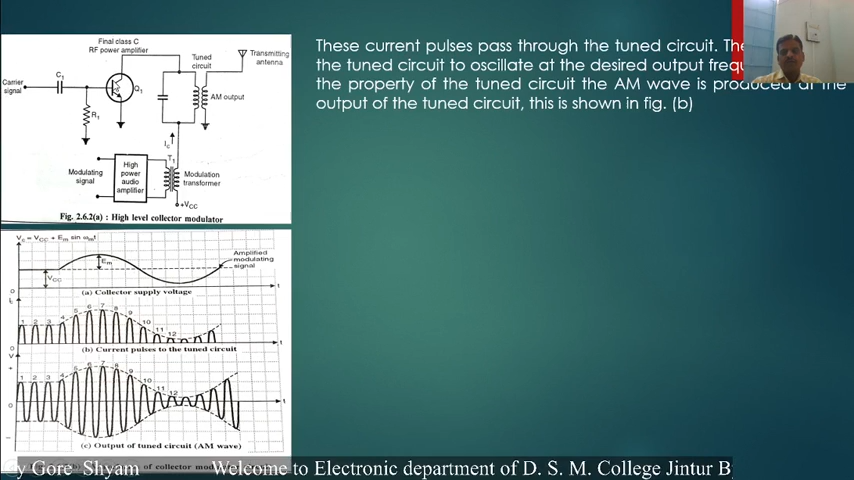 Final class C
RF power amplifier
Tuned
circuit
Transmitting
antenna
Carrier
signal
C1
Q1
AM output
R1
Ic
T1
Modulating
signal
High
power
audio
amplifier
Modulation
transformer
+VCC
Fig. 2.6.2(a) : High level collector modulator
Vc = VCC + Em sin ωmt
Em
Amplified
modulating
signal
VCC
0
t
(a) Collector supply voltage
1 2 3 4 5 6 7 8 9 10 11 12
0
t
(b) Current pulses to the tuned circuit
V
+
1 2 3 4 5 6 7 8 9 10 11 12
0
t
–
(c) Output of tuned circuit (AM wave)
of collector mod
These current pulses pass through the tuned circuit. The
the tuned circuit to oscillate at the desired output frequ
the property of the tuned circuit the AM wave is produced at the
output of the tuned circuit, this is shown in fig. (b)
y Gore Shyam Welcome to Electronic department of D. S. M. College Jintur B